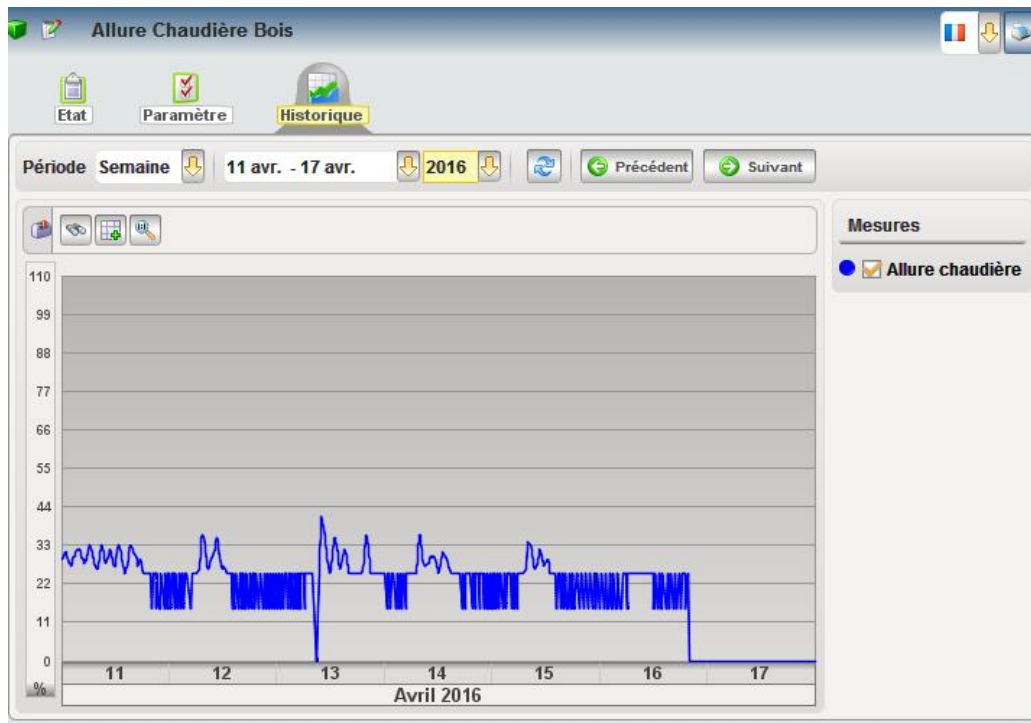 Allure Chaudière Bois
Etat Paramètre Historique
Période Semaine 11 avr. - 17 avr. 2016 Précédent Suivant
Mesures
Allure chaudière
110
99
88
77
66
55
44
33
22
11
0
11 12 13 14 15 16 17
% Avril 2016